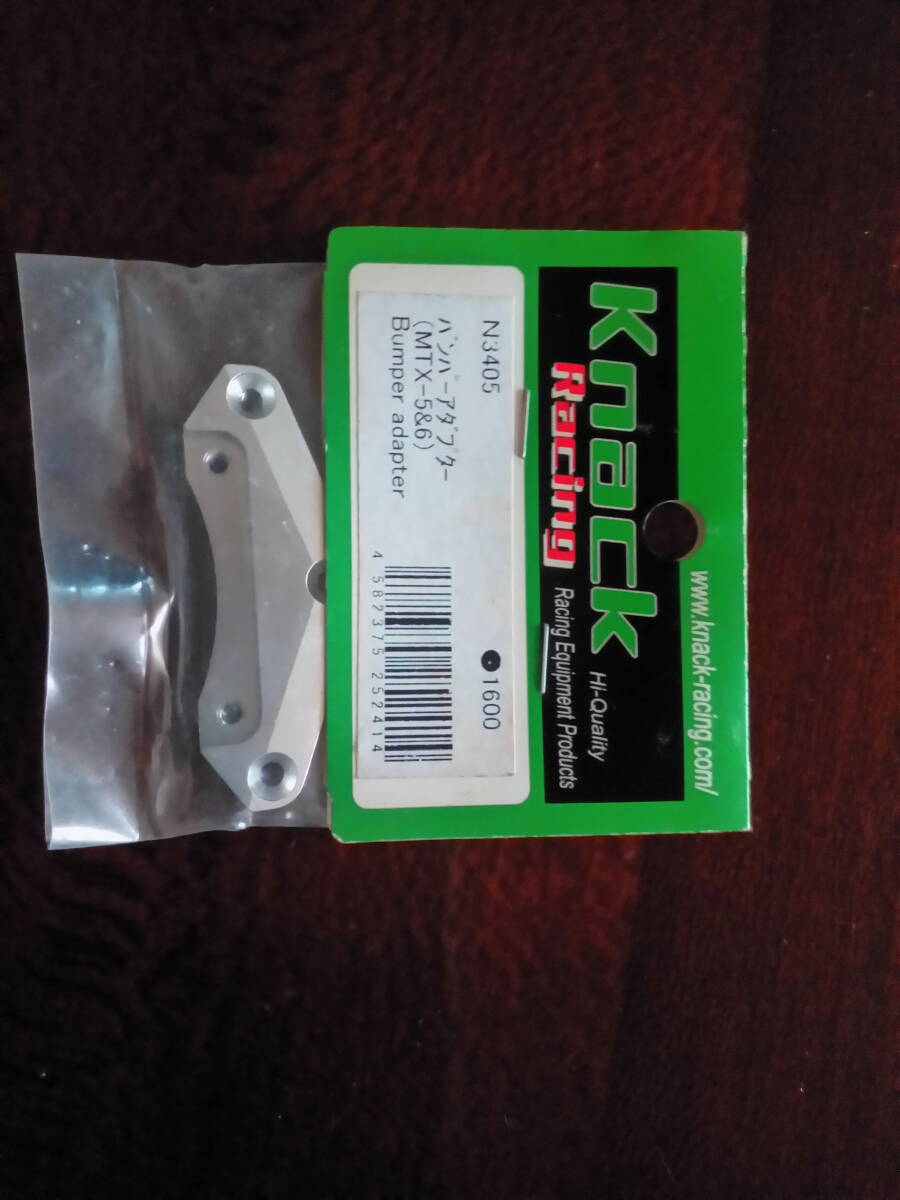 www.knack-racing.com/
Knack
Racing
Hi-Quality
Racing Equipment Products
N3405
●1600
ﾊﾞﾝﾊﾟｰｱﾀﾞﾌﾟﾀｰ
(MTX-5&6)
Bumper adapter
4 582375 252414